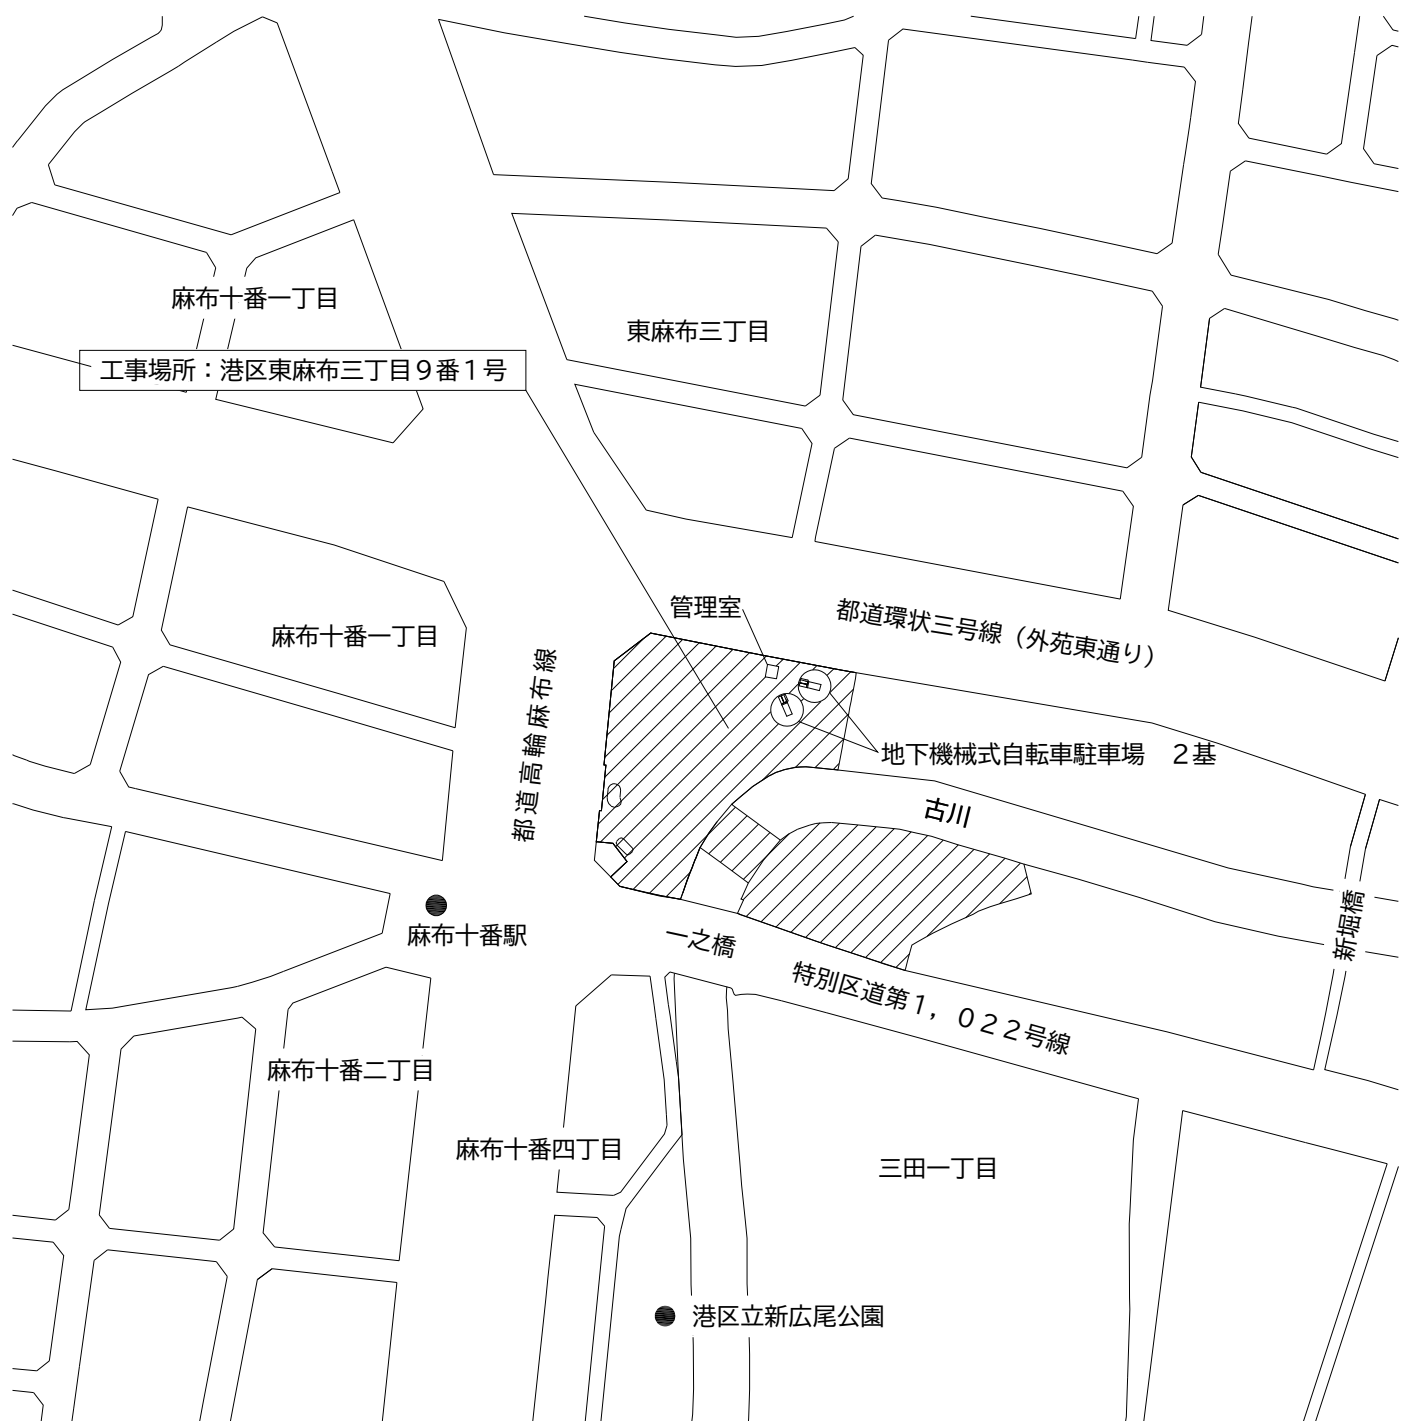 麻布十番一丁目
東麻布三丁目
工事場所：港区東麻布三丁目９番１号
管理室
都道環状三号線（外苑東通り）
麻布十番一丁目
都道高輪麻布線
地下機械式自転車駐車場　２基
古川
新堀橋
麻布十番駅
一之橋
特別区道第１，０２２号線
麻布十番二丁目
麻布十番四丁目
三田一丁目
港区立新広尾公園